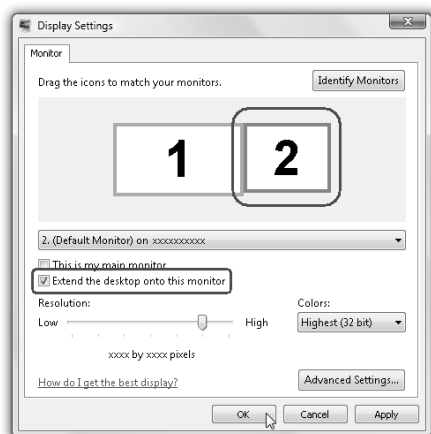 Display Settings
Monitor
Drag the icons to match your monitors.
Identify Monitors
1
2
2. (Default Monitor) on xxxxxxxxxx
This is my main monitor
Extend the desktop onto this monitor
Resolution:
Colors:
Low
High
Highest (32 bit)
xxxx by xxxx pixels
How do I get the best display?
Advanced Settings...
OK
Cancel
Apply